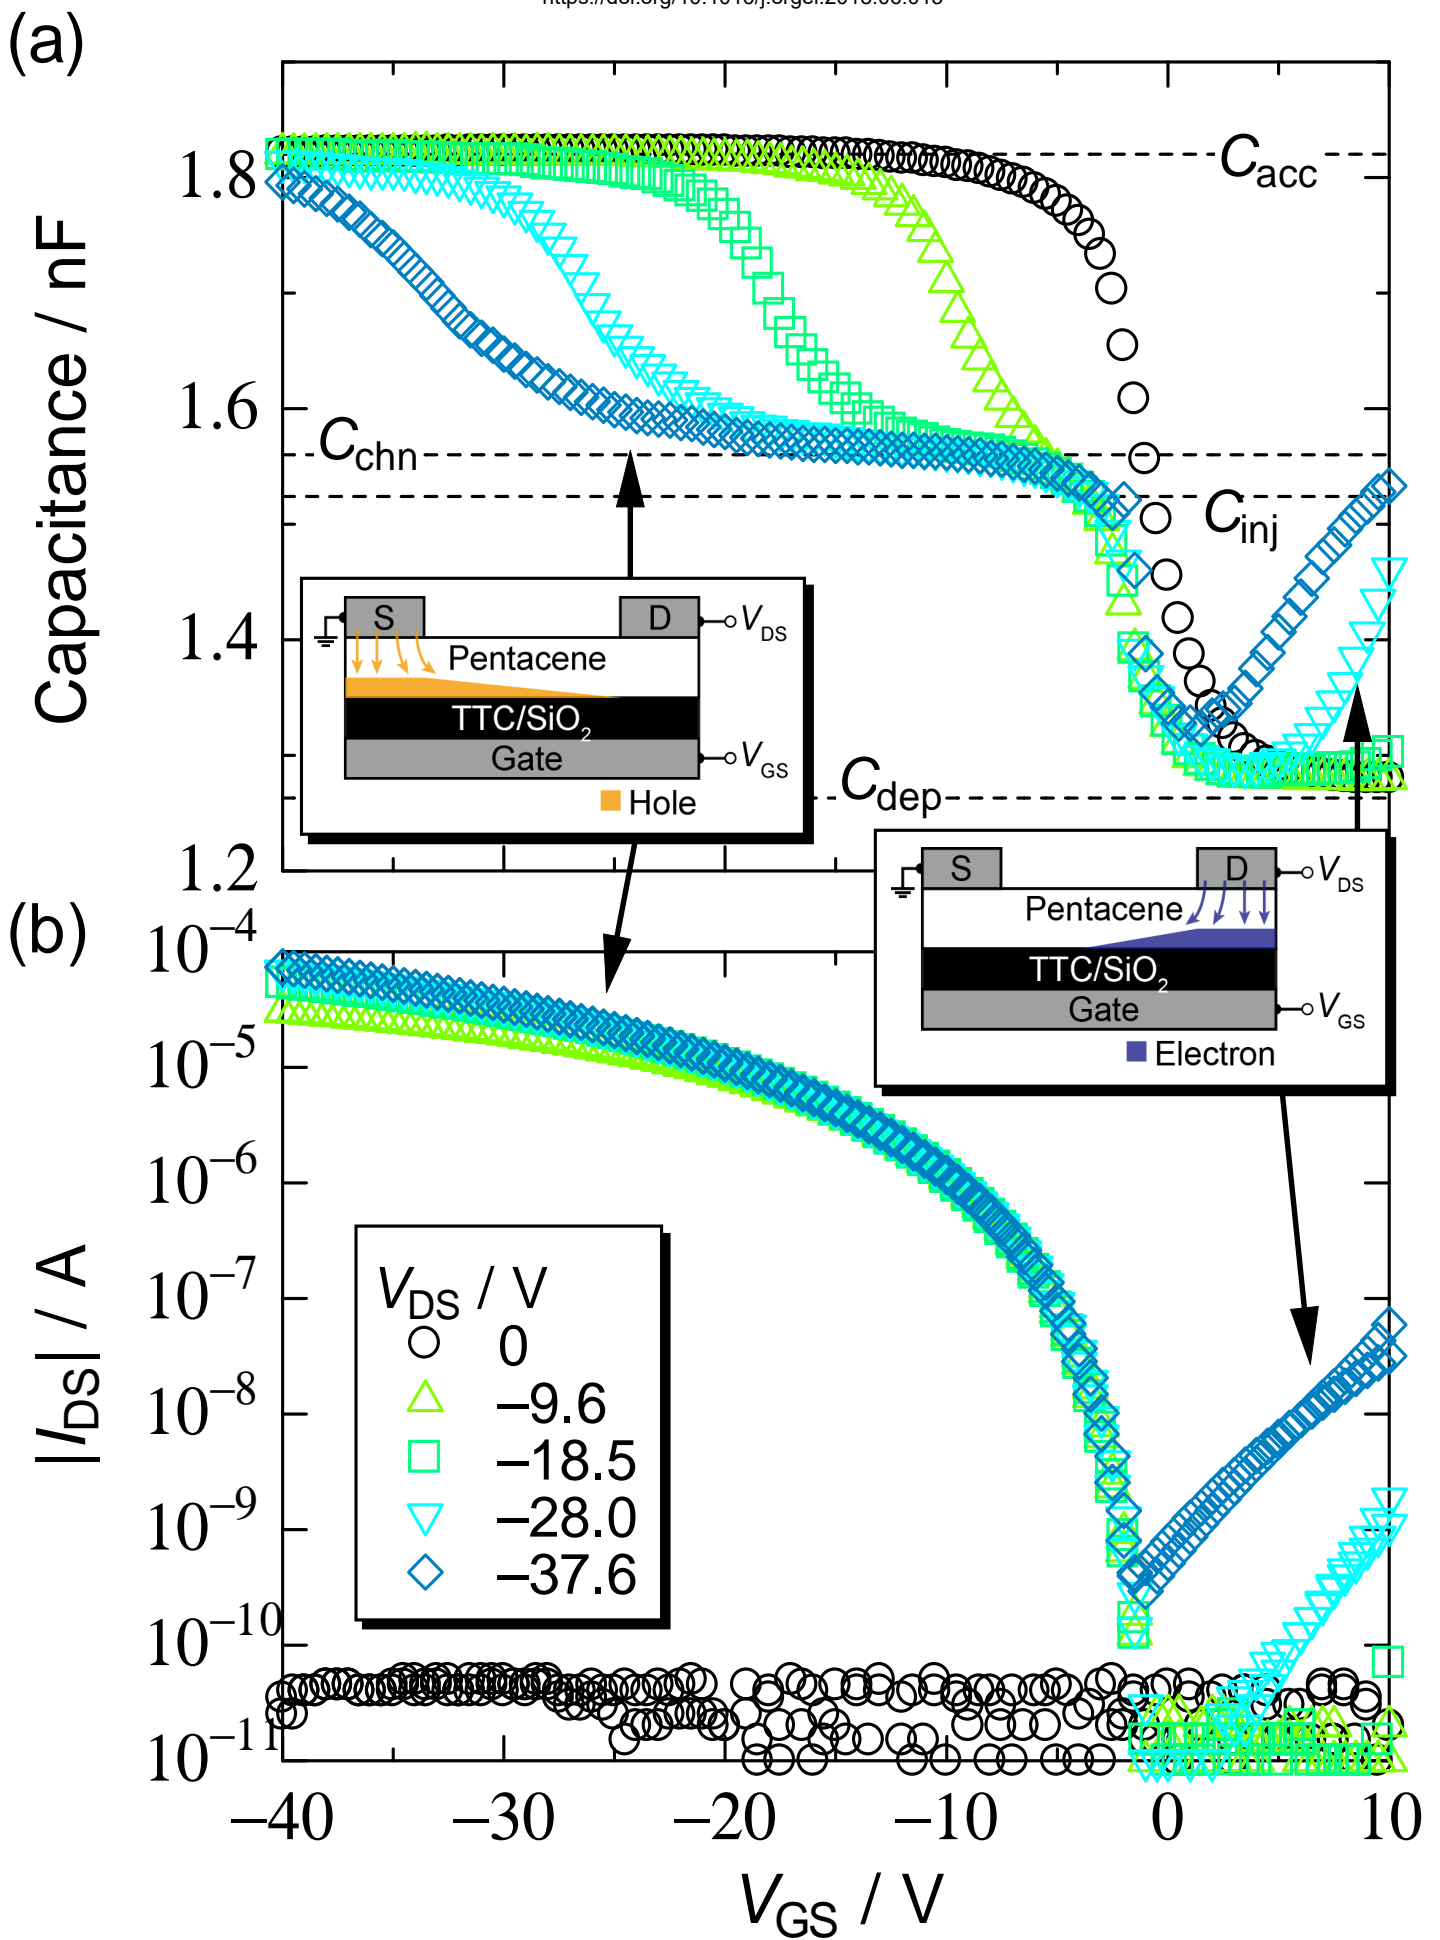 (a)
Capacitance / nF
1.8
1.6
1.4
1.2
C_acc
C_chn
C_inj
C_dep
S
D
V_DS
Pentacene
TTC/SiO_2
Gate
V_GS
Hole
S
D
V_DS
Pentacene
TTC/SiO_2
Gate
V_GS
Electron
(b)
|I_DS| / A
10^−4
10^−5
10^−6
10^−7
10^−8
10^−9
10^−10
10^−11
V_DS / V
0
−9.6
−18.5
−28.0
−37.6
−40 −30 −20 −10 0 10
V_GS / V